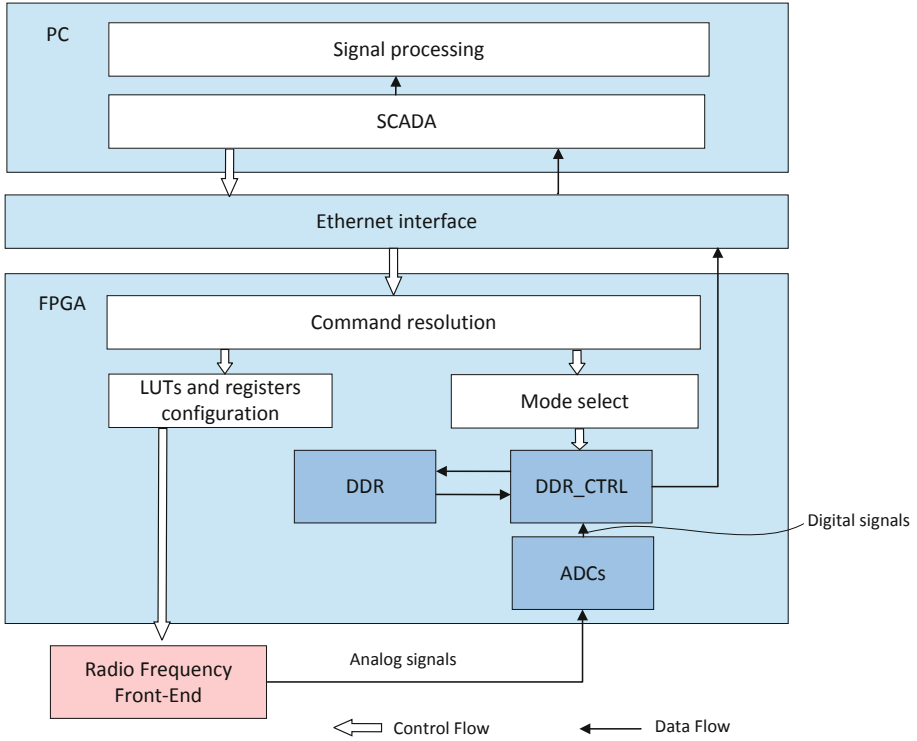 PC
Signal processing
SCADA
Ethernet interface
FPGA
Command resolution
LUTs and registers
configuration
Mode select
DDR
DDR_CTRL
Digital signals
ADCs
Radio Frequency
Front-End
Analog signals
Control Flow
Data Flow